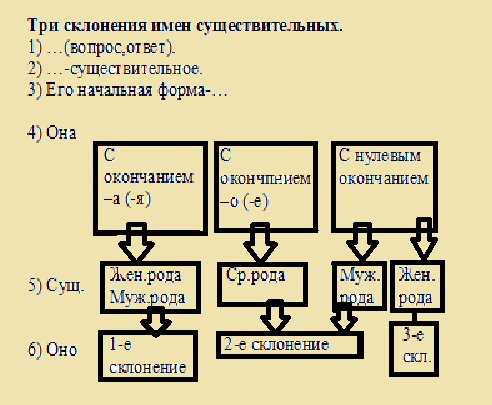 Три склонения имен существительных.
1) …(вопрос,ответ).
2) …-существительное.
3) Его начальная форма-…
4) Она
С
окончанием
–а (-я)
С
окончпнием
–о (-е)
С нулевым
окончанием
5) Сущ.
Жен.рода
Муж.рода
Ср.рода
Муж.
рода
Жен.
рода
6) Оно
1-е
склонение
2-е склонение
3-е
скл.